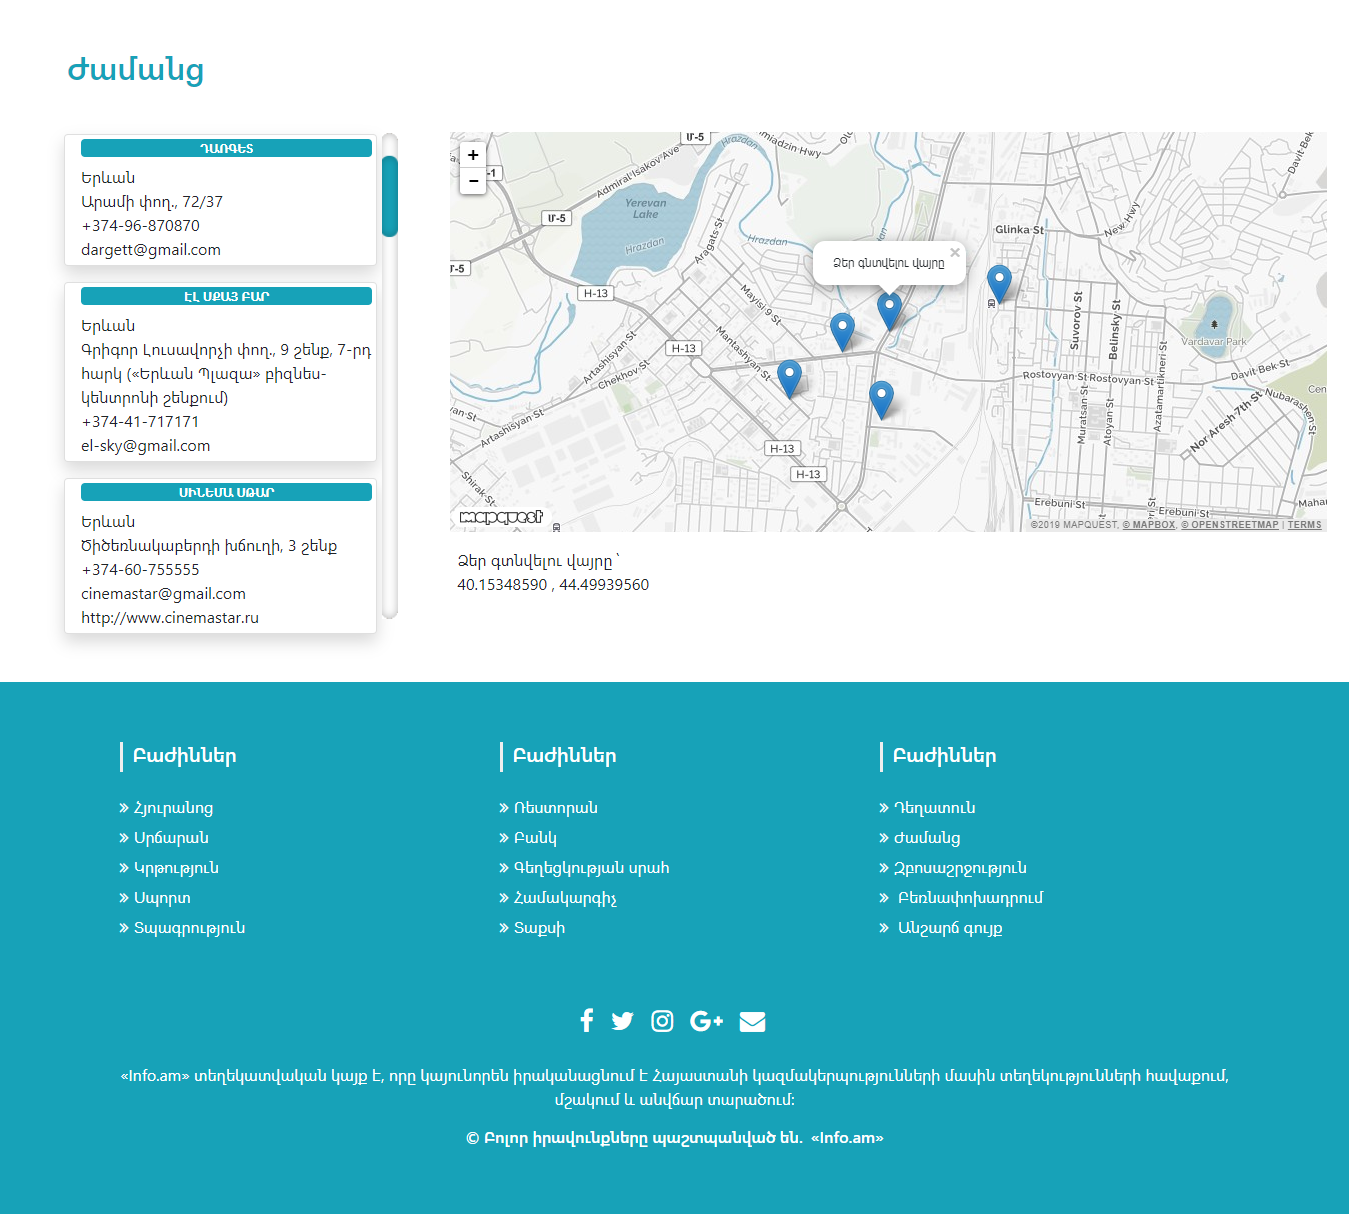 Ժամանց
ԴԱՌԳԵՏ
Երևան
Արամի փող., 72/37
+374-96-870870
dargett@gmail.com
ԷԼ ՍՔԱՅ ԲԱՐ
Երևան
Գրիգոր Լուսավորչի փող., 9 շենք, 7-րդ
հարկ («Երևան Պլազա» բիզնես-
կենտրոնի շենքում)
+374-41-717171
el-sky@gmail.com
ՍԻՆԵՄԱ ՍԹԱՐ
Երևան
Ծիծեռնակաբերդի խճուղի, 3 շենք
+374-60-755555
cinemastar@gmail.com
http://www.cinemastar.ru
+
−
-1
Մ-5
Hrazdan
miadzin Hwy
Admiral Isakov Ave
Davit-Bek
Yerevan
Lake
Մ-5
Hrazdan
Aragats St
Hrazdan
Hrazdan
Glinka St
New Hwy
Ձեր գնտվելու վայրը
×
Մ-5
H-13
Mayisi 9 St
Suvorov St
Belinsky St
Vardavar Park
H-13
Mantashyan St
Artashisyan St
Chekhov St
H-13
Rostovyan St
Rostovyan St
Azatamartikneri St
Davit-Bek St
Cen
Nubarashen St
Muratsan St
Atoyan St
Nor Aresh 7th St
yan St
Artashisyan St
H-13
H-13
Shirak St
Erebuni St
Erebuni St
Mahar
mapquest
©2019 MAPQUEST, © MAPBOX, © OPENSTREETMAP | TERMS
Ձեր գտնվելու վայրը ՝
40.15348590 , 44.49939560
Բաժիններ
Հյուրանոց
Սրճարան
Կրթություն
Սպորտ
Տպագրություն
Բաժիններ
Ռեստորան
Բանկ
Գեղեցկության սրահ
Համակարգիչ
Տաքսի
Բաժիններ
Դեղատուն
Ժամանց
Զբոսաշրջություն
Բեռնափոխադրում
Անշարժ գույք
«Info.am» տեղեկատվական կայք է, որը կայունորեն իրականացնում է Հայաստանի կազմակերպությունների մասին տեղեկությունների հավաքում,
մշակում և անվճար տարածում:
© Բոլոր իրավունքները պաշտպանված են. «Info.am»